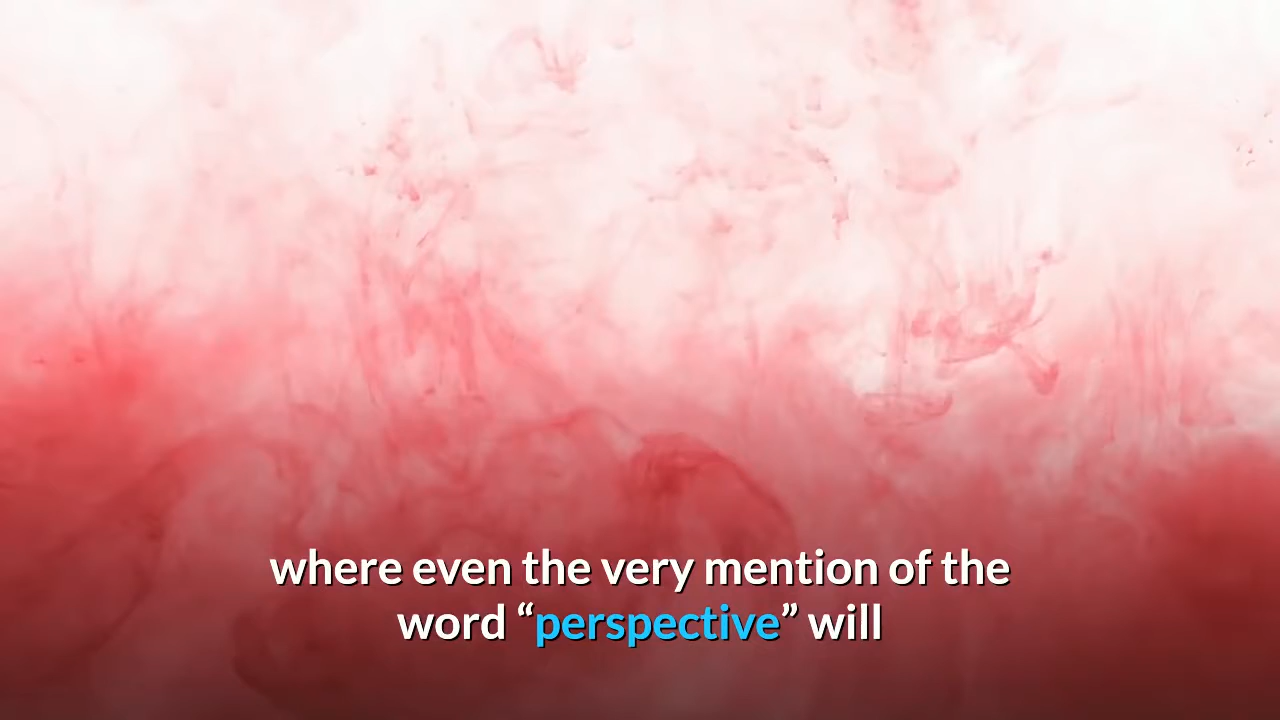 where even the very mention of the
word “perspective” will